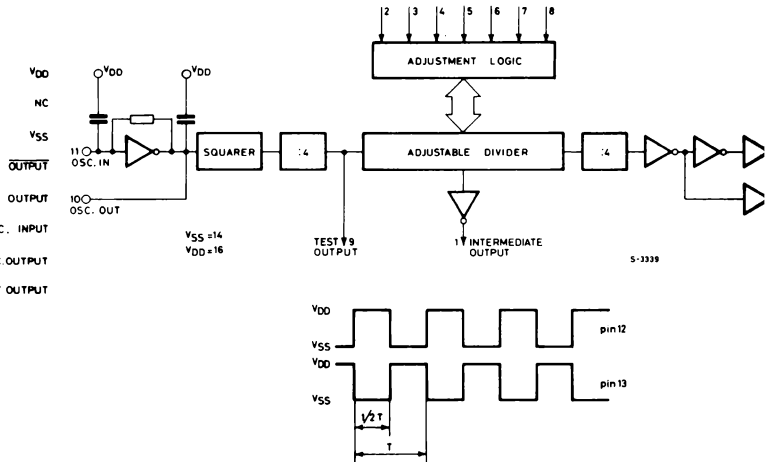 2 3 4 5 6 7 8
ADJUSTMENT LOGIC
VDD
NC
VSS
OUTPUT
OUTPUT
C. INPUT
C.OUTPUT
T OUTPUT
VDD VDD
11
OSC. IN
10
OSC. OUT
SQUARER
:4
ADJUSTABLE DIVIDER
:4
VSS =14
VDD =16
TEST 9
OUTPUT
1 INTERMEDIATE
OUTPUT
S-3339
VDD
VSS
pin 12
VDD
VSS
pin 13
1/2 T
T